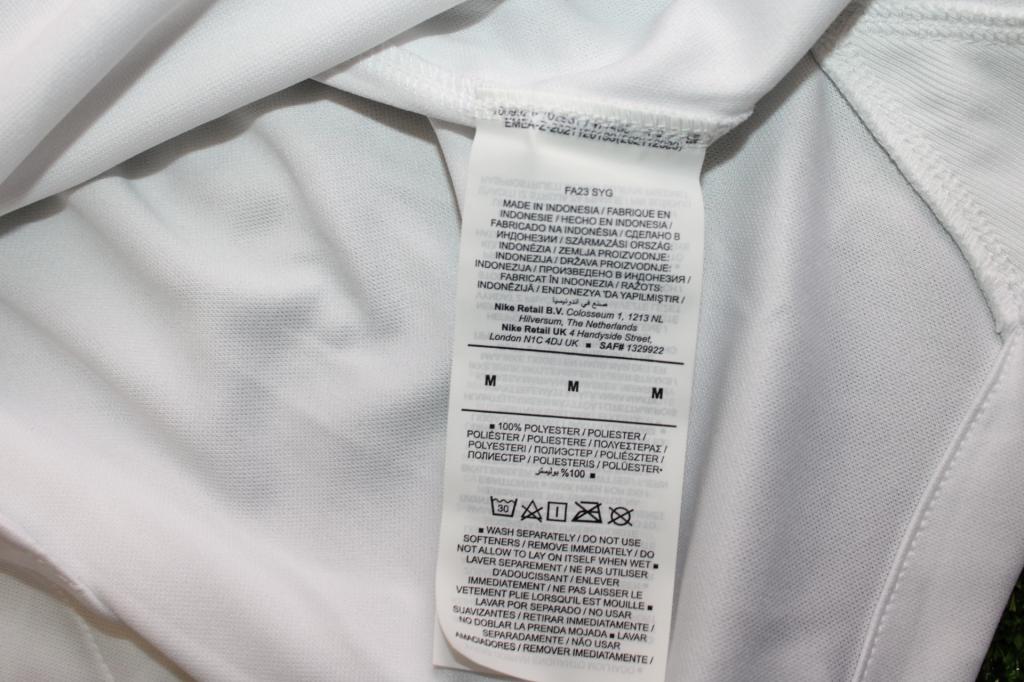 FA23 SYG
MADE IN INDONESIA / FABRIQUE EN
INDONESIE / HECHO EN INDONESIA /
FABRICADO NA INDONÉSIA / СДЕЛАНО В
ИНДОНЕЗИИ / SZÁRMAZÁSI ORSZÁG:
INDONÉZIA / ZEMLJA PROIZVODNJE:
INDONEZIJA / DRŽAVA PROIZVODNJE:
INDONEZIJA / ПРОИЗВЕДЕНО В ИНДОНЕЗИЯ /
FABRICAT ÎN INDONEZIA / RAŽOTS:
INDONĒZIJĀ / ENDONEZYA 'DA YAPILMIŞTIR /
صنع في اندونيسيا
Nike Retail B.V. Colosseum 1, 1213 NL
Hilversum, The Netherlands
Nike Retail UK 4 Handyside Street,
London N1C 4DJ UK ■ SAF# 1329922
M M M
■ 100% POLYESTER / POLIESTER /
POLIÉSTER / POLIESTERE / ΠΟΛΥΕΣΤΕΡΑΣ /
POLYESTERI / ПОЛИЭСТЕР / POLIÉSZTER /
ПОЛИЕСТЕР / POLIESTERIS / POLÜESTER*
100% بوليستر ■
30
■ WASH SEPARATELY / DO NOT USE
SOFTENERS / REMOVE IMMEDIATELY / DO
NOT ALLOW TO LAY ON ITSELF WHEN WET ■
LAVER SEPAREMENT / NE PAS UTILISER
D'ADOUCISSANT / ENLEVER
IMMEDIATEMENT / NE PAS LAISSER LE
VETEMENT PLIE LORSQU'IL EST MOUILLE ■
LAVAR POR SEPARADO / NO USAR
SUAVIZANTES / RETIRAR INMEDIATAMENTE /
NO DOBLAR LA PRENDA MOJADA ■ LAVAR
SEPARADAMENTE / NÃO USAR
AMACIADORES / REMOVER IMEDIATAMENTE /